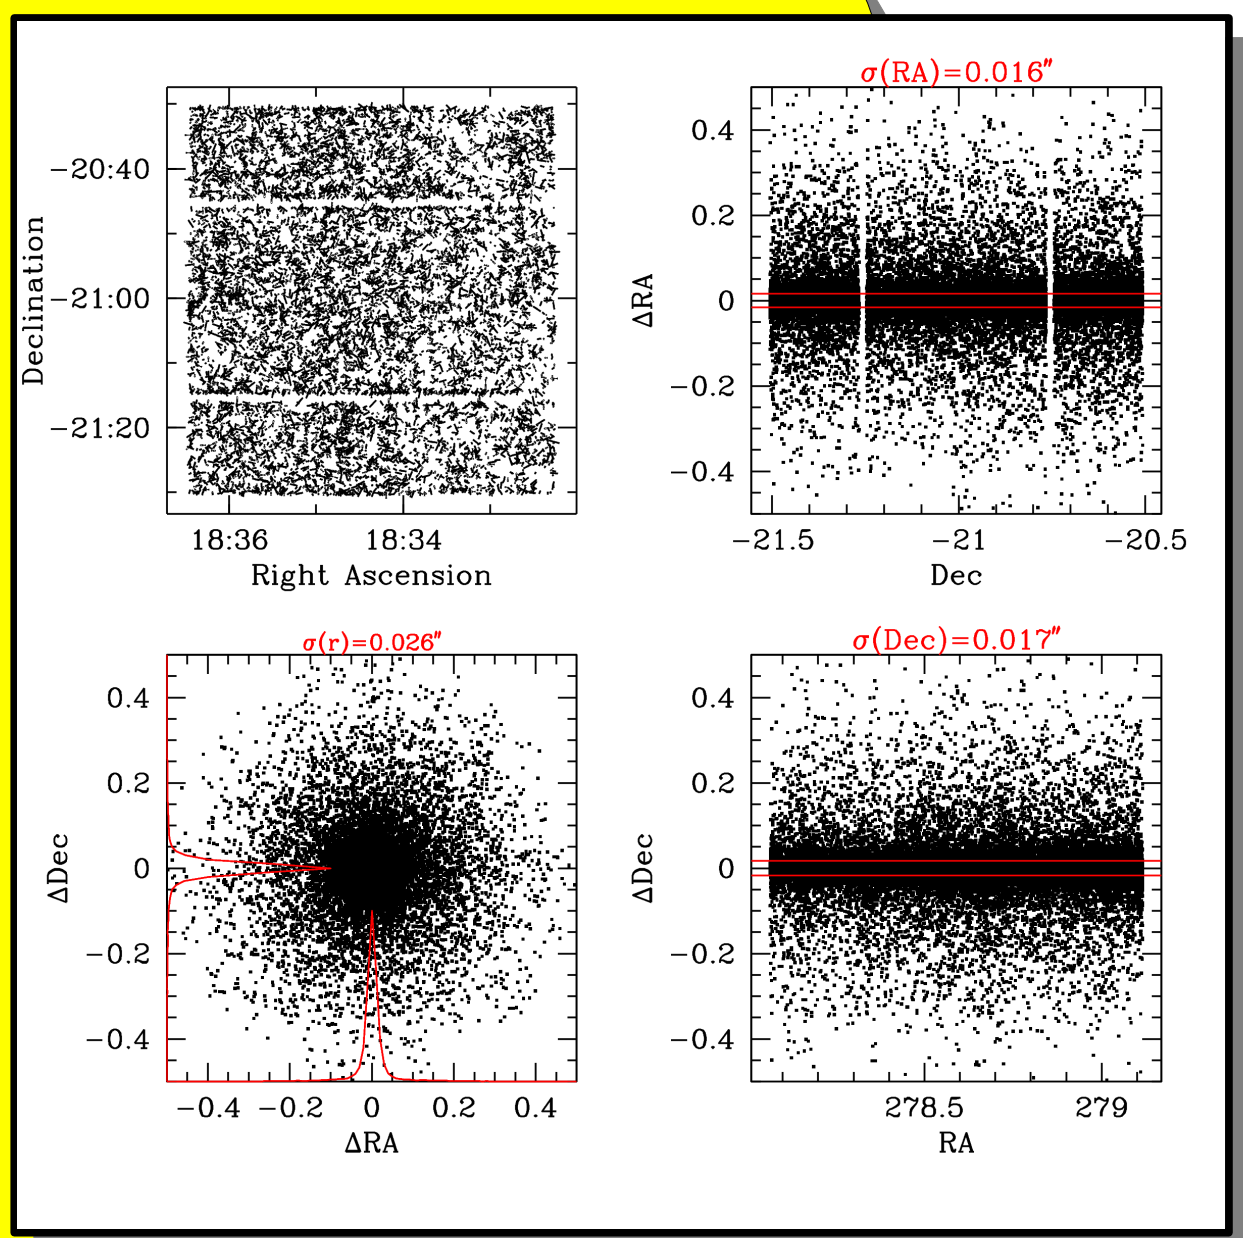 σ(RA)=0.016″
−20:40
−21:00
−21:20
Declination
18:36 18:34
Right Ascension
0.4
0.2
0
−0.2
−0.4
ΔRA
−21.5 −21 −20.5
Dec
σ(r)=0.026″
0.4
0.2
0
−0.2
−0.4
ΔDec
−0.4 −0.2 0 0.2 0.4
ΔRA
σ(Dec)=0.017″
0.4
0.2
0
−0.2
−0.4
ΔDec
278.5 279
RA